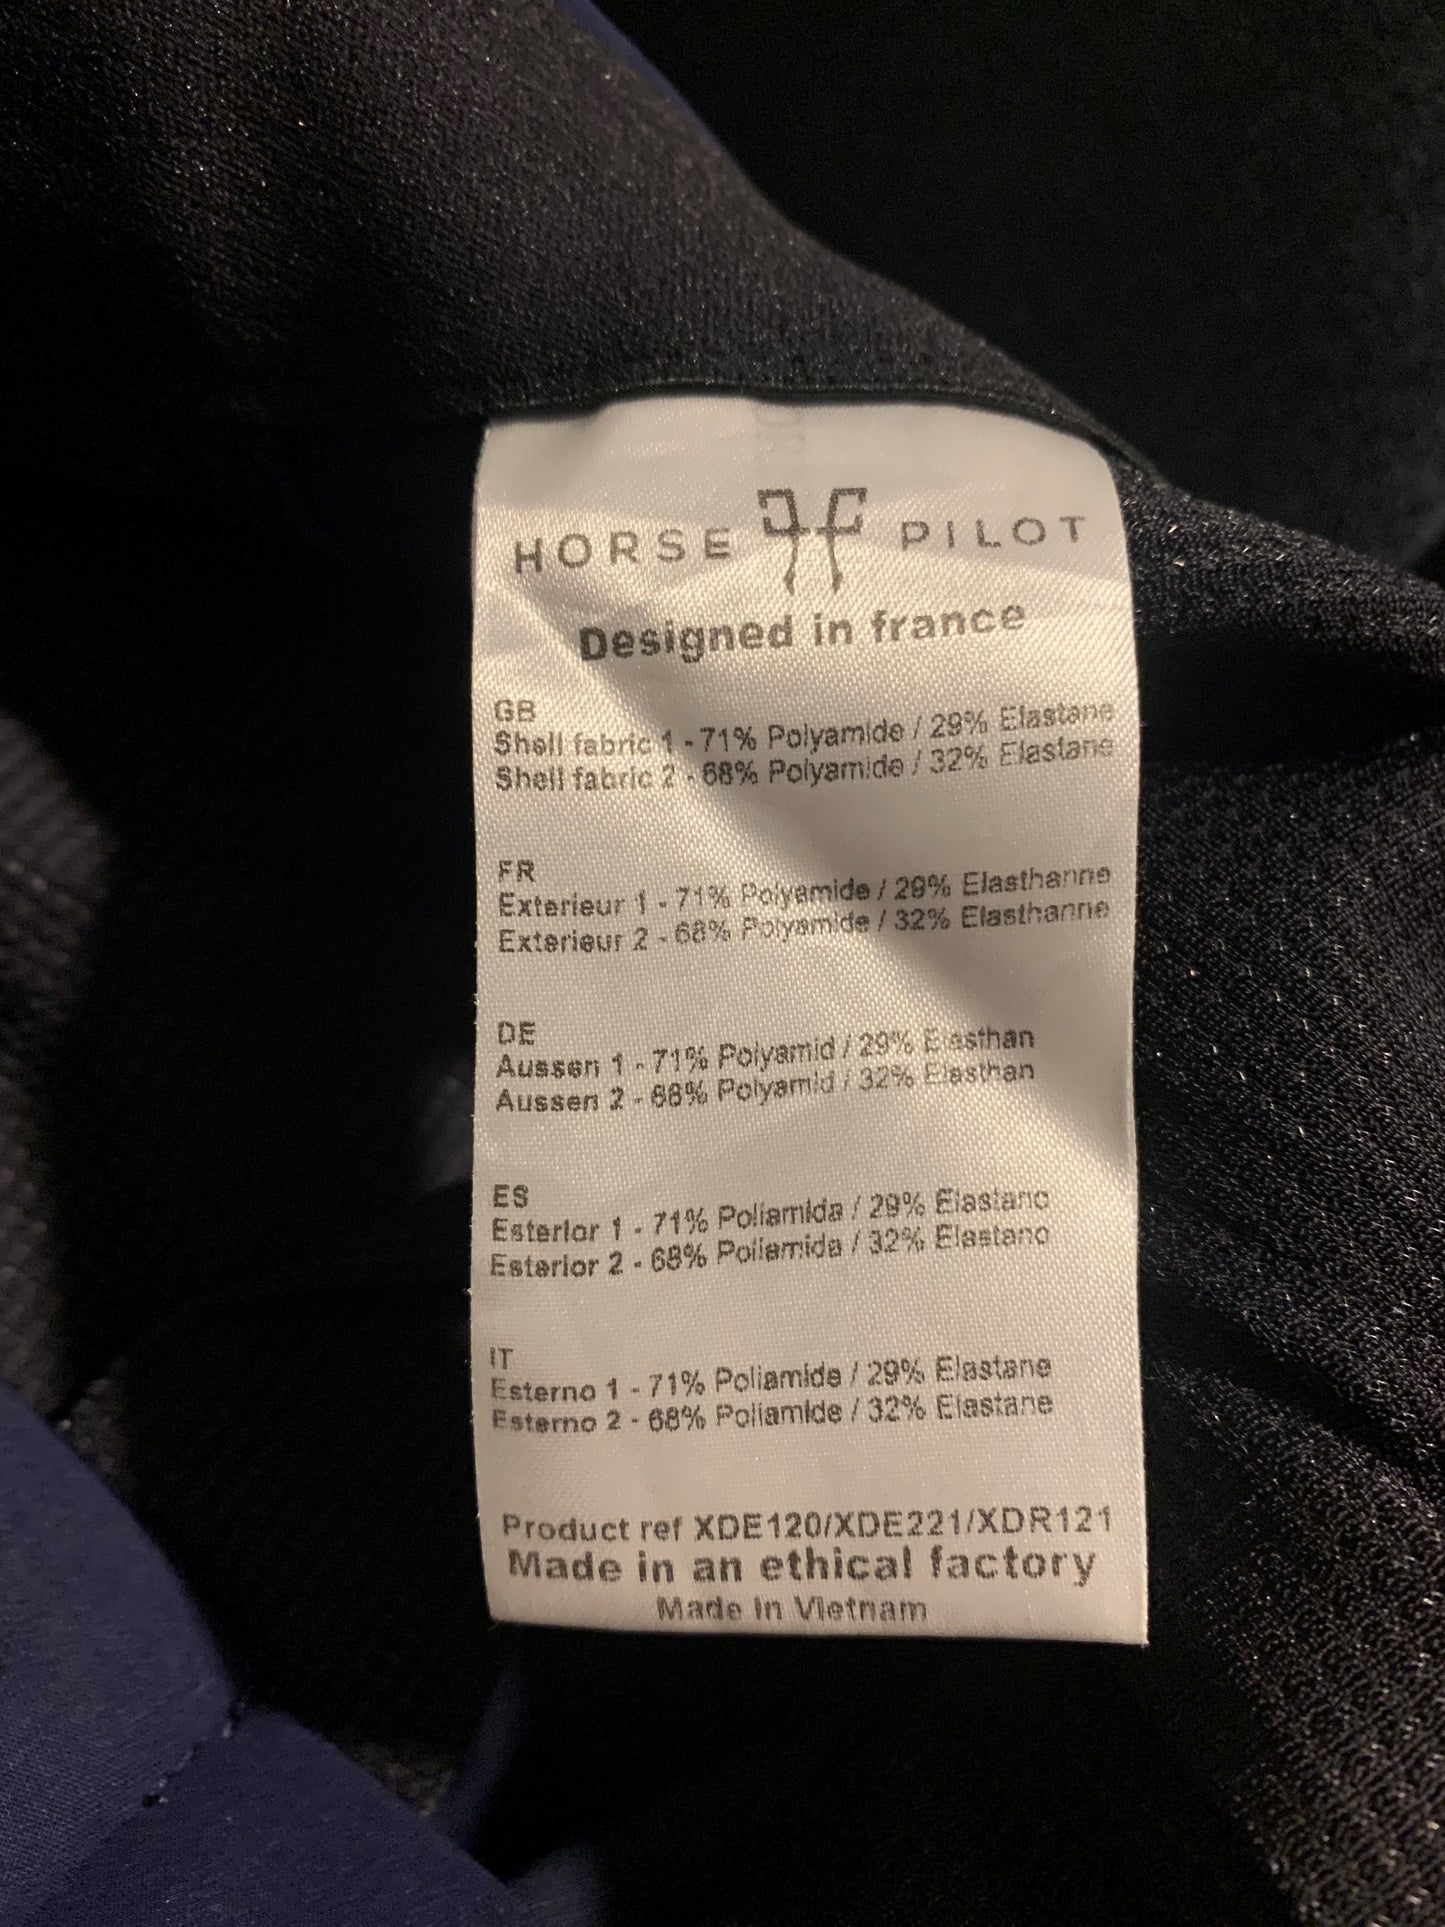 HORSE PILOT
Designed in france
GB
Shell fabric 1 - 71% Polyamide / 29% Elastane
Shell fabric 2 - 68% Polyamide / 32% Elastane
FR
Exterieur 1 - 71% Polyamide / 29% Elasthanne
Exterieur 2 - 68% Polyamide / 32% Elasthanne
DE
Aussen 1 - 71% Polyamid / 29% Elasthan
Aussen 2 - 68% Polyamid / 32% Elasthan
ES
Esterior 1 - 71% Poliamida / 29% Elastano
Esterior 2 - 68% Poliamida / 32% Elastano
IT
Esterno 1 - 71% Poliamide / 29% Elastane
Esterno 2 - 68% Poliamide / 32% Elastane
Product ref XDE120/XDE221/XDR121
Made in an ethical factory
Made In Vietnam